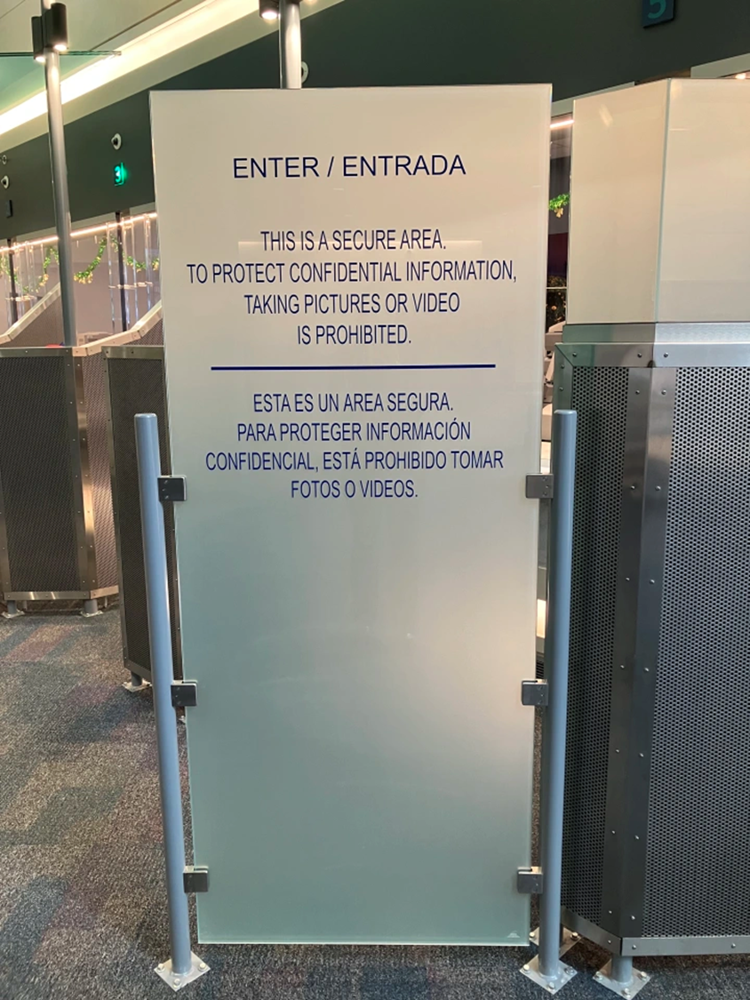 5
3
ENTER / ENTRADA
THIS IS A SECURE AREA.
TO PROTECT CONFIDENTIAL INFORMATION,
TAKING PICTURES OR VIDEO
IS PROHIBITED.
ESTA ES UN AREA SEGURA.
PARA PROTEGER INFORMACIÓN
CONFIDENCIAL, ESTÁ PROHIBIDO TOMAR
FOTOS O VIDEOS.